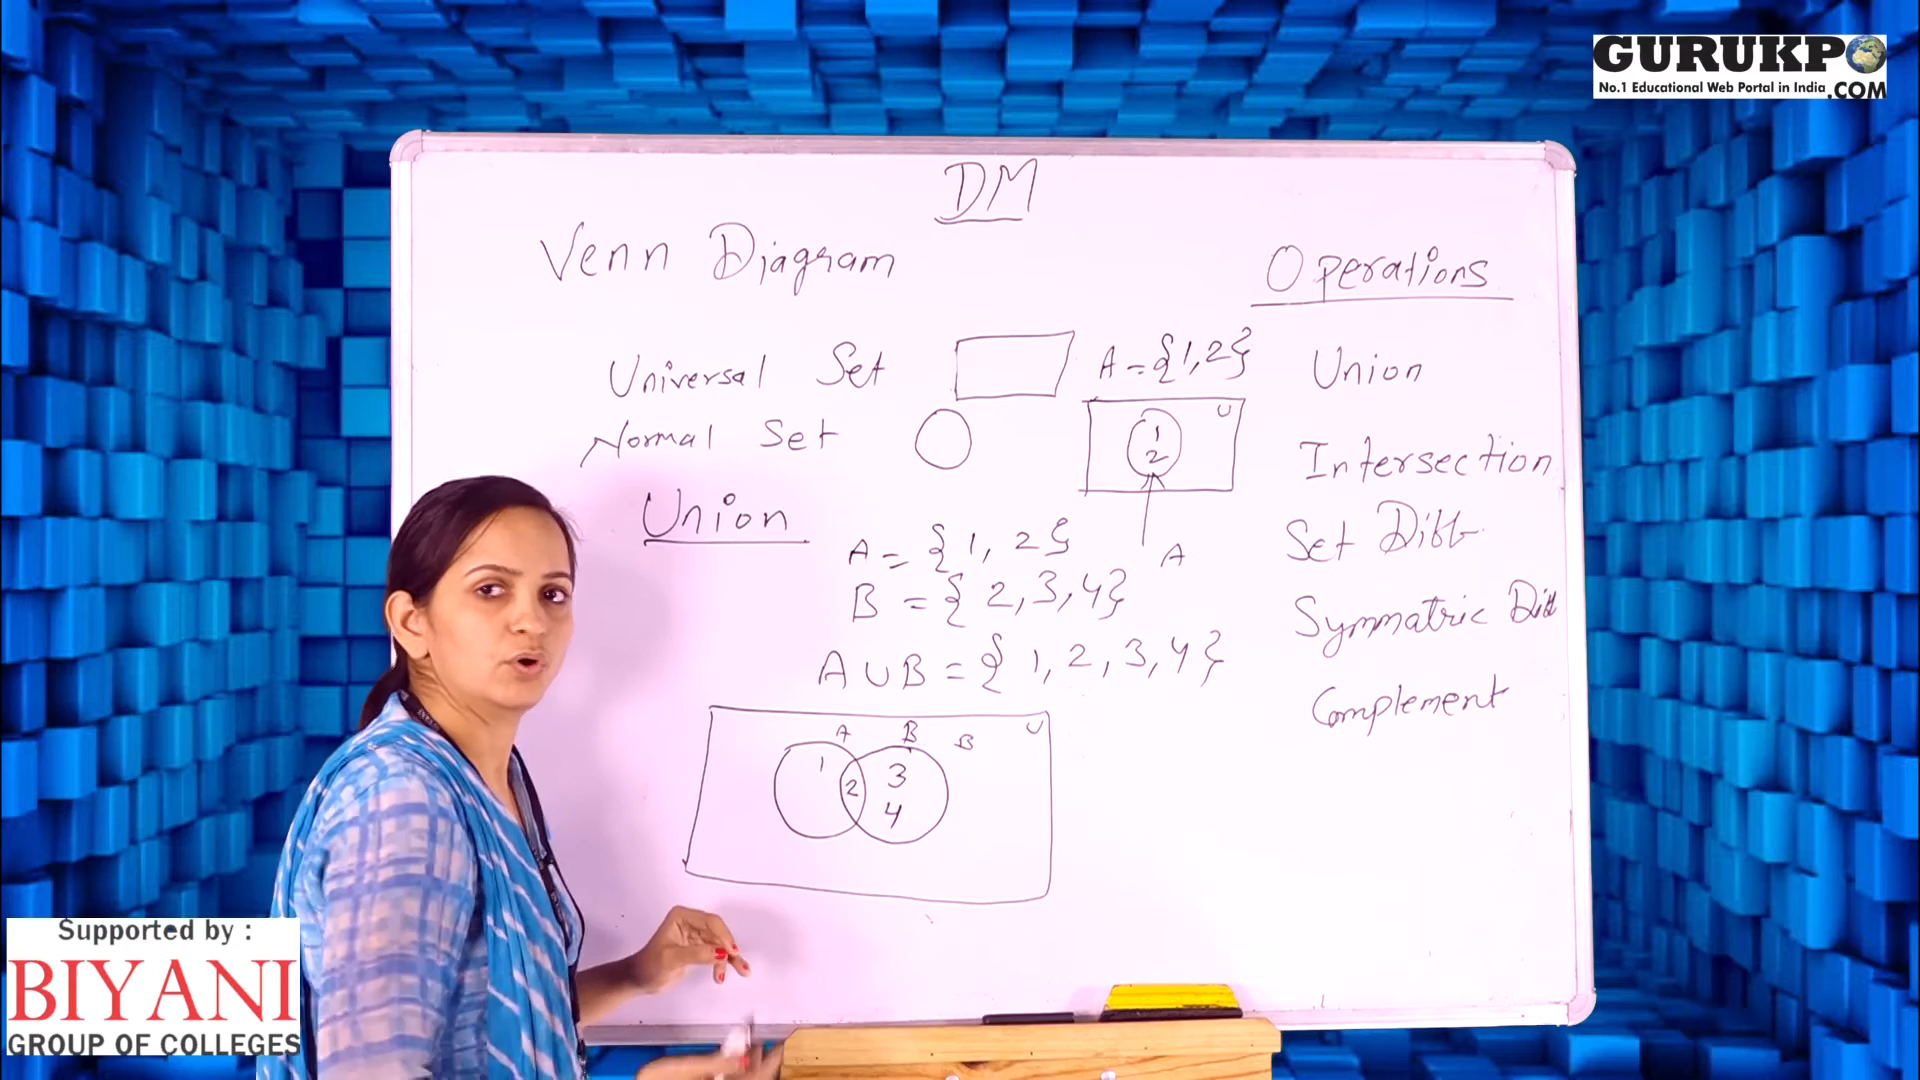 GURUKPO
No.1 Educational Web Portal in India .COM
DM
Venn Diagram
Operations
Universal Set
A = {1,2}
Union
Normal Set
U
1
2
Intersection
Union
A = {1, 2}
A
Set Diff
B = {2,3,4}
Symmatric Diff
A U B = {1, 2, 3, 4}
Complement
A B B U
1 2 3
4
Supported by :
BIYANI
GROUP OF COLLEGES